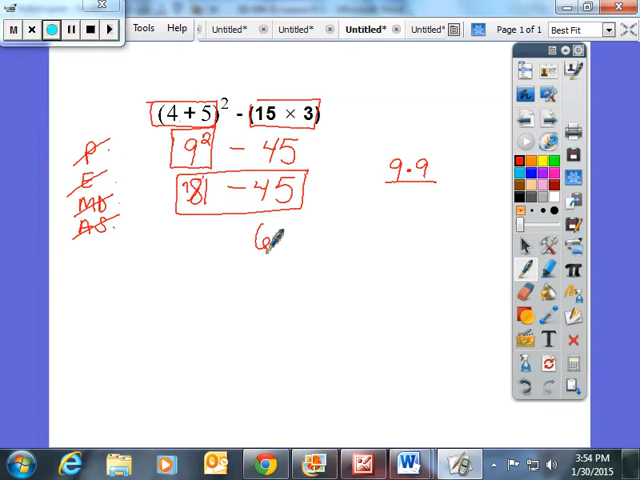 M
Tools Help Untitled* Untitled* Untitled* Untitled* Page 1 of 1 Best Fit
(4 + 5)2 - (15 × 3)
P.
92 - 45
9 • 9
E
MD
81 - 45
AS.
6
3:54 PM
1/30/2015